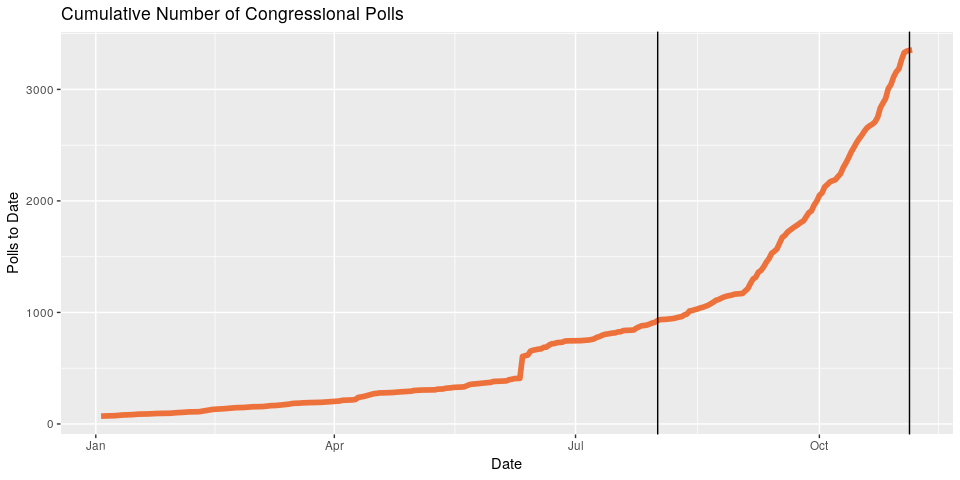 Cumulative Number of Congressional Polls
Polls to Date
3000
2000
1000
0
Jan
Apr
Jul
Oct
Date